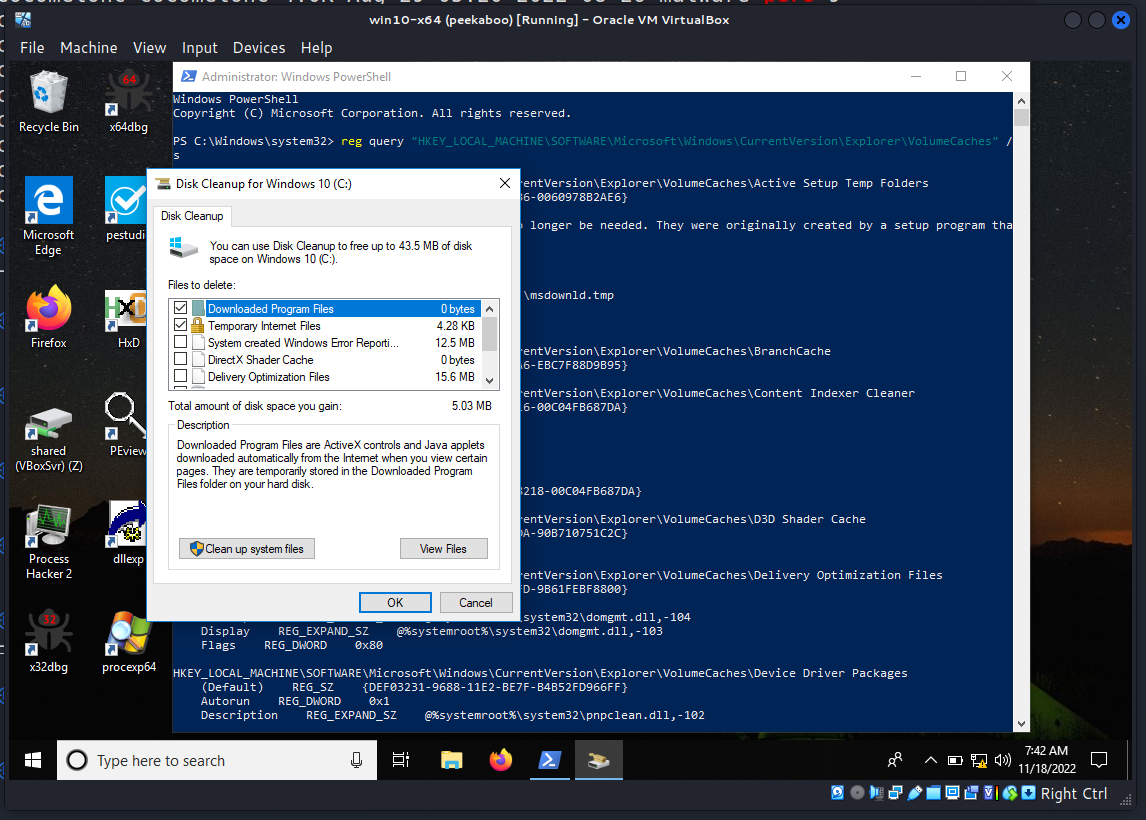 win10-x64 (peekaboo) [Running] – Oracle VM VirtualBox
File Machine View Input Devices Help
Recycle Bin
x64dbg
Microsoft Edge
pestudi
Firefox
HxD
shared (VBoxSvr) (Z)
PEview
Process Hacker 2
dllexp
x32dbg
procexp64
Administrator: Windows PowerShell
Windows PowerShell
Copyright (C) Microsoft Corporation. All rights reserved.
PS C:\Windows\system32> reg query "HKEY_LOCAL_MACHINE\SOFTWARE\Microsoft\Windows\CurrentVersion\Explorer\VolumeCaches" /
s
rentVersion\Explorer\VolumeCaches\Active Setup Temp Folders
36-0060978B2AE6}
o longer be needed. They were originally created by a setup program tha
\msdownld.tmp
rentVersion\Explorer\VolumeCaches\BranchCache
A6-EBC7F88D9B95}
rentVersion\Explorer\VolumeCaches\Content Indexer Cleaner
16-00C04FB687DA}
3218-00C04FB687DA}
rentVersion\Explorer\VolumeCaches\D3D Shader Cache
DA-90B710751C2C}
rentVersion\Explorer\VolumeCaches\Delivery Optimization Files
FD-9B61FEBF8800}
\system32\domgmt.dll,-104
Display REG_EXPAND_SZ @%systemroot%\system32\domgmt.dll,-103
Flags REG_DWORD 0x80
HKEY_LOCAL_MACHINE\SOFTWARE\Microsoft\Windows\CurrentVersion\Explorer\VolumeCaches\Device Driver Packages
(Default) REG_SZ {DEF03231-9688-11E2-BE7F-B4B52FD966FF}
Autorun REG_DWORD 0x1
Description REG_EXPAND_SZ @%systemroot%\system32\pnpclean.dll,-102
Disk Cleanup for Windows 10 (C:)
Disk Cleanup
You can use Disk Cleanup to free up to 43.5 MB of disk
space on Windows 10 (C:).
Files to delete:
Downloaded Program Files 0 bytes
Temporary Internet Files 4.28 KB
System created Windows Error Reporti... 12.5 MB
DirectX Shader Cache 0 bytes
Delivery Optimization Files 15.6 MB
Total amount of disk space you gain: 5.03 MB
Description
Downloaded Program Files are ActiveX controls and Java applets
downloaded automatically from the Internet when you view certain
pages. They are temporarily stored in the Downloaded Program
Files folder on your hard disk.
Clean up system files
View Files
OK
Cancel
Type here to search
7:42 AM
11/18/2022
Right Ctrl